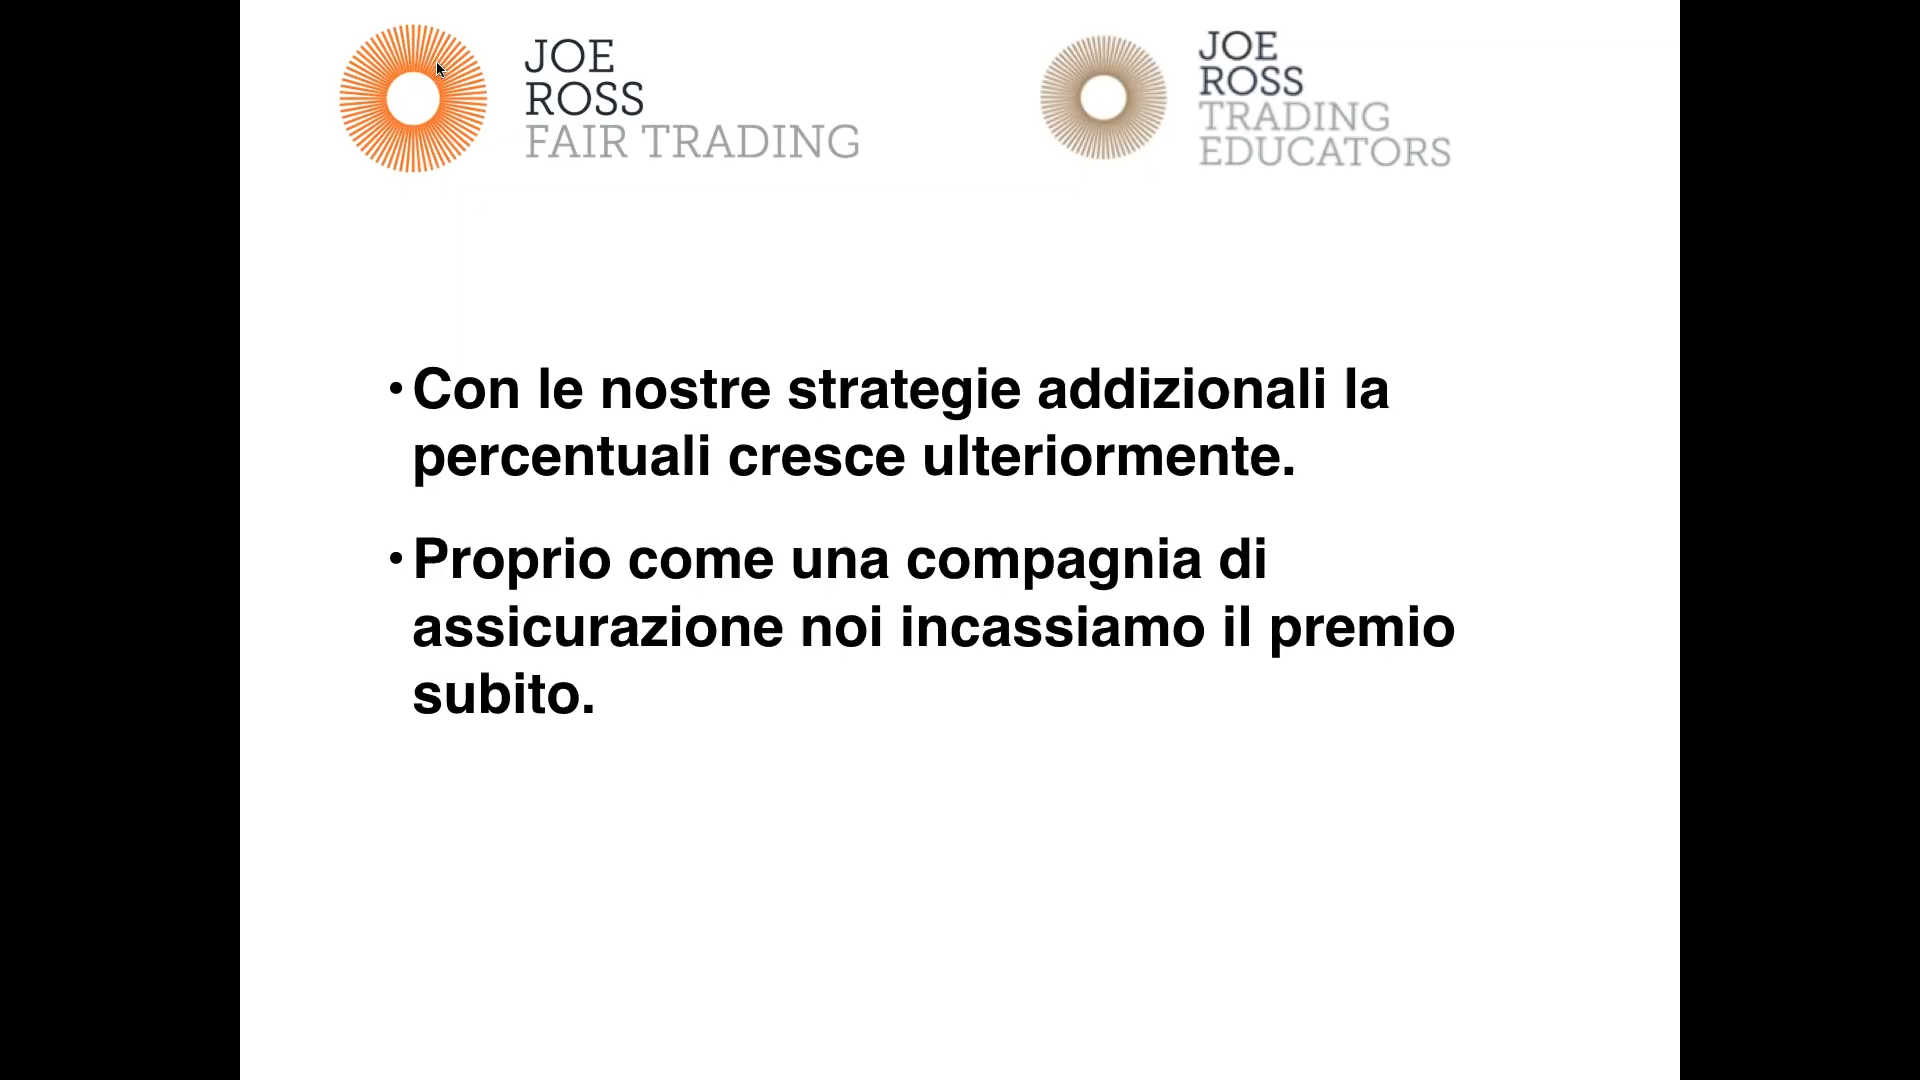 JOE
ROSS
FAIR TRADING
JOE
ROSS
TRADING
EDUCATORS
• Con le nostre strategie addizionali la
percentuali cresce ulteriormente.
• Proprio come una compagnia di
assicurazione noi incassiamo il premio
subito.